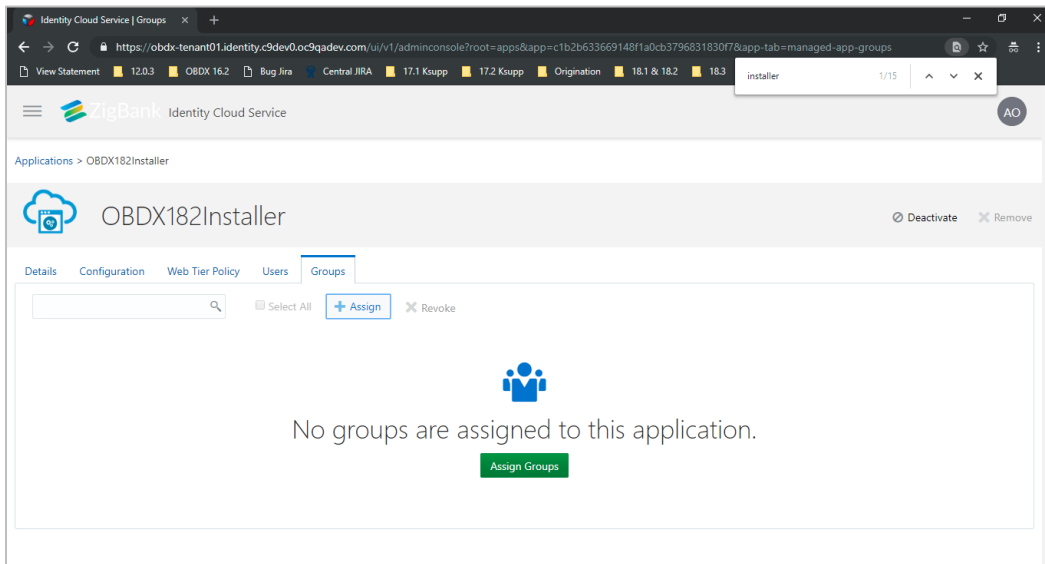 Identity Cloud Service | Groups
https://obdx-tenant01.identity.c9dev0.oc9qadev.com/ui/v1/adminconsole?root=apps&app=c1b2b633669148f1a0cb3796831830f7&app-tab=managed-app-groups
ViewStatement 12.0.3 OBDX 16.2 Bug Jira Central JIRA 17.1 Ksupp 17.2 Ksupp Origination 18.1 & 18.2 18.3
installer 1/15
ZigBank Identity Cloud Service AO
Applications > OBDX182Installer
OBDX182Installer Deactivate Remove
Details Configuration Web Tier Policy Users Groups
Select All Assign Revoke
No groups are assigned to this application.
Assign Groups